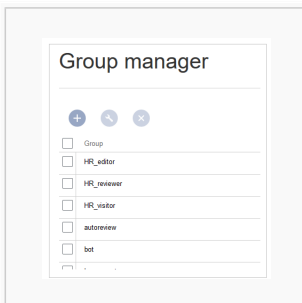 Group manager
Group
HR_editor
HR_reviewer
HR_visitor
autoreview
bot